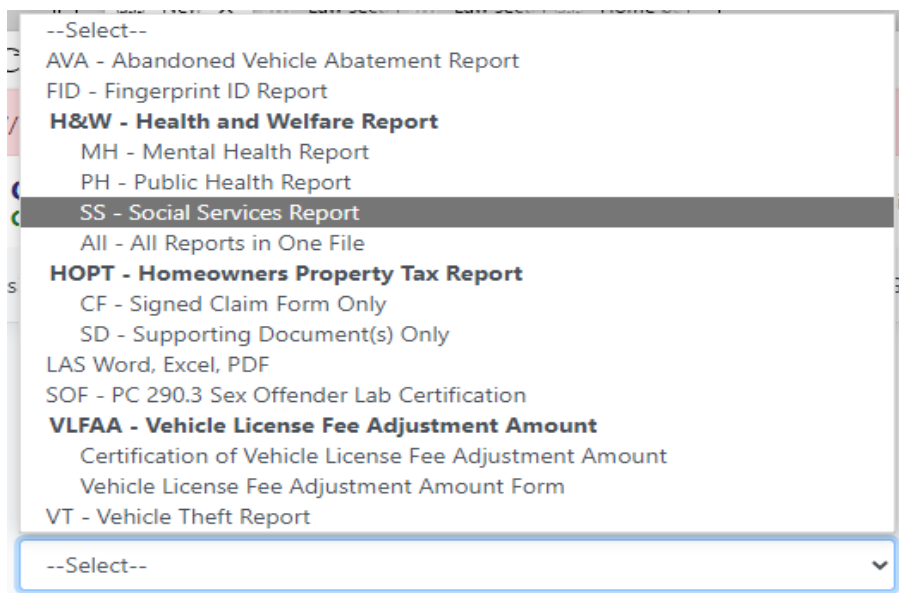 --Select--
AVA - Abandoned Vehicle Abatement Report
FID - Fingerprint ID Report
H&W - Health and Welfare Report
MH - Mental Health Report
PH - Public Health Report
SS - Social Services Report
All - All Reports in One File
HOPT - Homeowners Property Tax Report
CF - Signed Claim Form Only
SD - Supporting Document(s) Only
LAS Word, Excel, PDF
SOF - PC 290.3 Sex Offender Lab Certification
VLFAA - Vehicle License Fee Adjustment Amount
Certification of Vehicle License Fee Adjustment Amount
Vehicle License Fee Adjustment Amount Form
VT - Vehicle Theft Report
--Select--